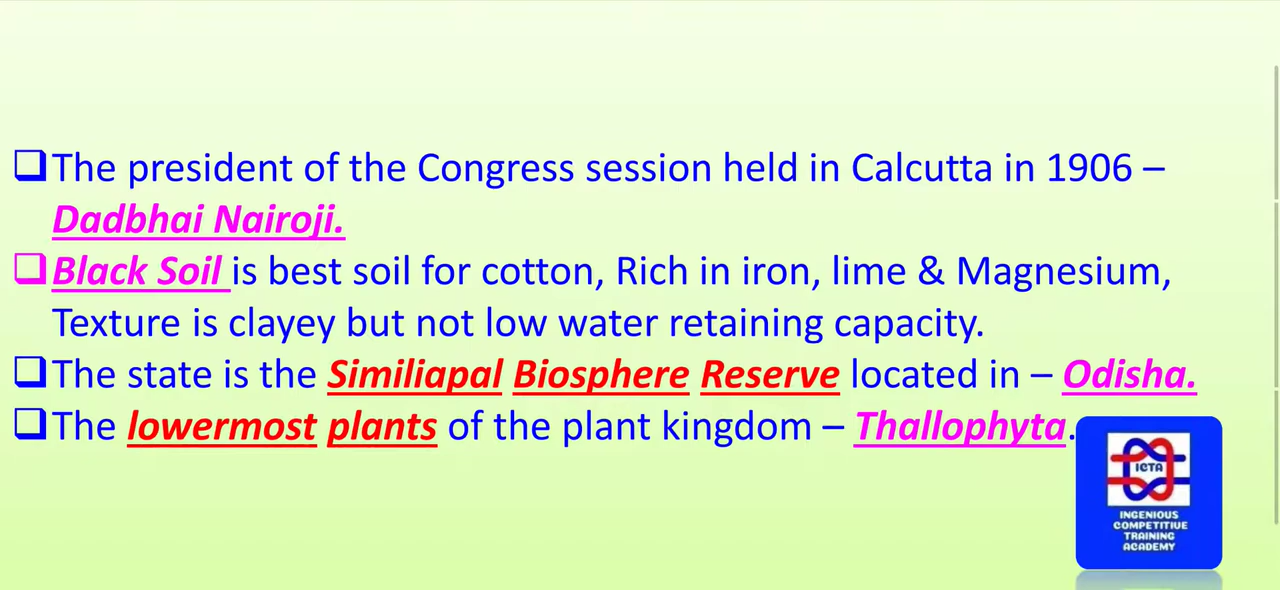 ❑The president of the Congress session held in Calcutta in 1906 –
Dadbhai Nairoji.
❑Black Soil is best soil for cotton, Rich in iron, lime & Magnesium,
Texture is clayey but not low water retaining capacity.
❑The state is the Similiapal Biosphere Reserve located in – Odisha.
❑The lowermost plants of the plant kingdom – Thallophyta.
ICTA
INGENIOUS
COMPETITIVE
TRAINING
ACADEMY